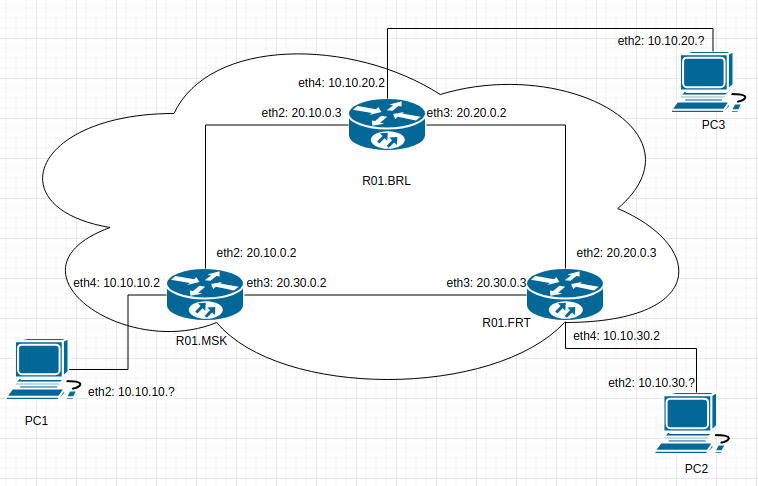 eth2: 10.10.20.?
PC3
eth4: 10.10.20.2
eth2: 20.10.0.3
eth3: 20.20.0.2
R01.BRL
eth2: 20.10.0.2
eth2: 20.20.0.3
eth4: 10.10.10.2
eth3: 20.30.0.2
eth3: 20.30.0.3
R01.MSK
R01.FRT
eth4: 10.10.30.2
eth2: 10.10.10.?
PC1
eth2: 10.10.30.?
PC2